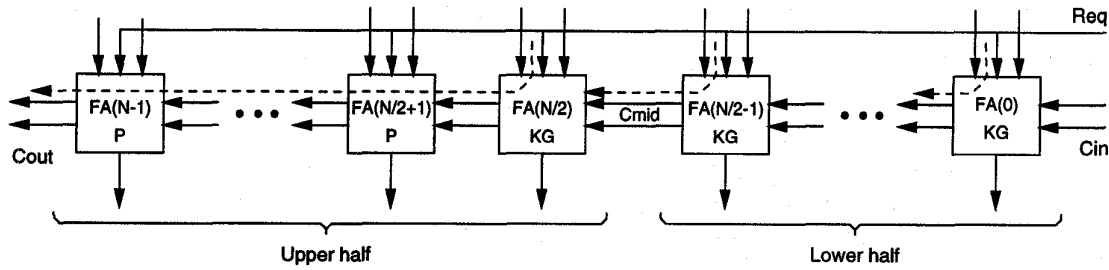 Req
FA(N-1)
P
FA(N/2+1)
P
FA(N/2)
KG
Cmid
FA(N/2-1)
KG
FA(0)
KG
Cout
Cin
Upper half
Lower half